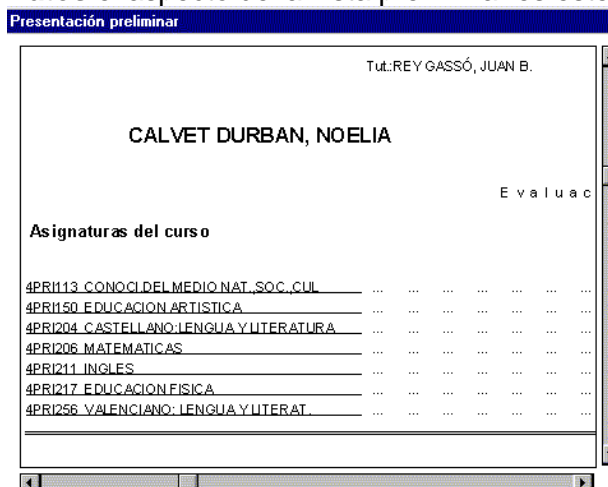 Presentación preliminar
Tut.:REY GASSÓ, JUAN B.
CALVET DURBAN, NOELIA
Evaluac
Asignaturas del curso
4PRI113 CONOCI.DEL MEDIO NAT.,SOC.,CUL ... ... ... ... ... ... ...
4PRI150 EDUCACION ARTISTICA ... ... ... ... ... ... ...
4PRI204 CASTELLANO:LENGUA Y LITERATURA ... ... ... ... ... ... ...
4PRI206 MATEMATICAS ... ... ... ... ... ... ...
4PRI211 INGLES ... ... ... ... ... ... ...
4PRI217 EDUCACION FISICA ... ... ... ... ... ... ...
4PRI256 VALENCIANO: LENGUA Y LITERAT. ... ... ... ... ... ... ...